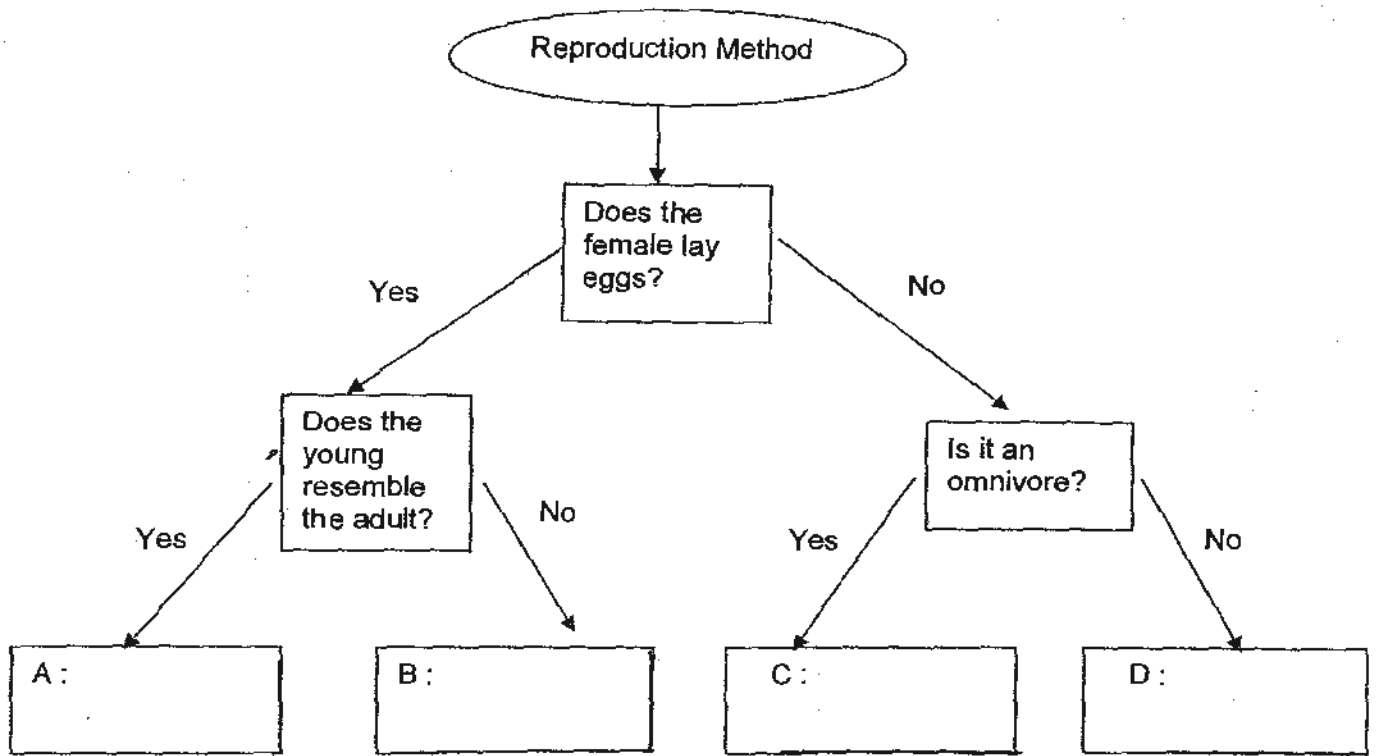 Reproduction Method
Does the
female lay
eggs?
Yes
No
Does the
young
resemble
the adult?
Is it an
omnivore?
Yes
No
Yes
No
A :
B :
C :
D :